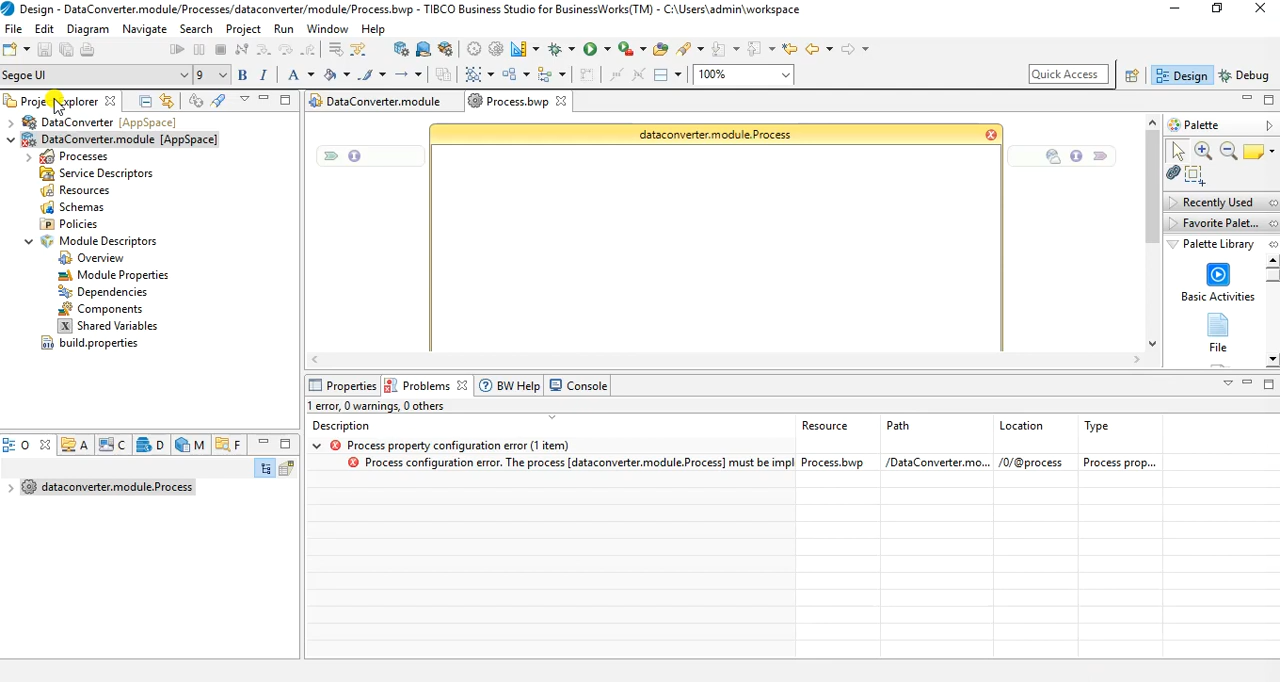 Design - DataConverter.module/Processes/dataconverter/module/Process.bwp - TIBCO Business Studio for BusinessWorks(TM) - C:\Users\admin\workspace
File Edit Diagram Navigate Search Project Run Window Help
Segoe UI 9 B I A 100% Quick Access Design Debug
Project Explorer
DataConverter [AppSpace]
DataConverter.module [AppSpace]
Processes
Service Descriptors
Resources
Schemas
Policies
Module Descriptors
Overview
Module Properties
Dependencies
Components
Shared Variables
build.properties
DataConverter.module Process.bwp
dataconverter.module.Process
Palette
Recently Used
Favorite Palet...
Palette Library
Basic Activities
File
O A C D M F
dataconverter.module.Process
Properties Problems BW Help Console
1 error, 0 warnings, 0 others
Description Resource Path Location Type
Process property configuration error (1 item)
Process configuration error. The process [dataconverter.module.Process] must be impl Process.bwp /DataConverter.mo... /0/@process Process prop...